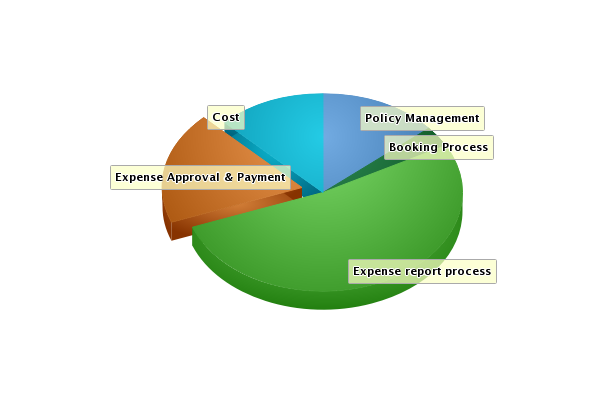 Cost
Policy Management
Booking Process
Expense Approval & Payment
Expense report process